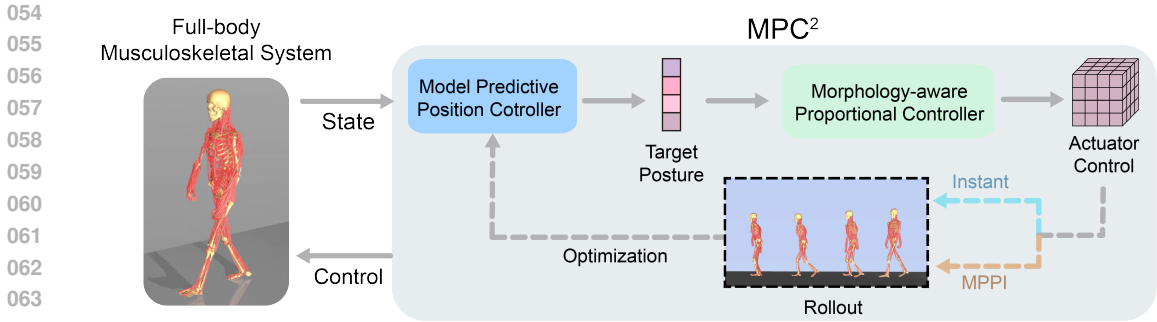 054
055
056
057
058
059
060
061
062
063
Full-body
Musculoskeletal System
State
Control
MPC²
Model Predictive
Position Cotroller
Target
Posture
Morphology-aware
Proportional Controller
Actuator
Control
Instant
MPPI
Optimization
Rollout